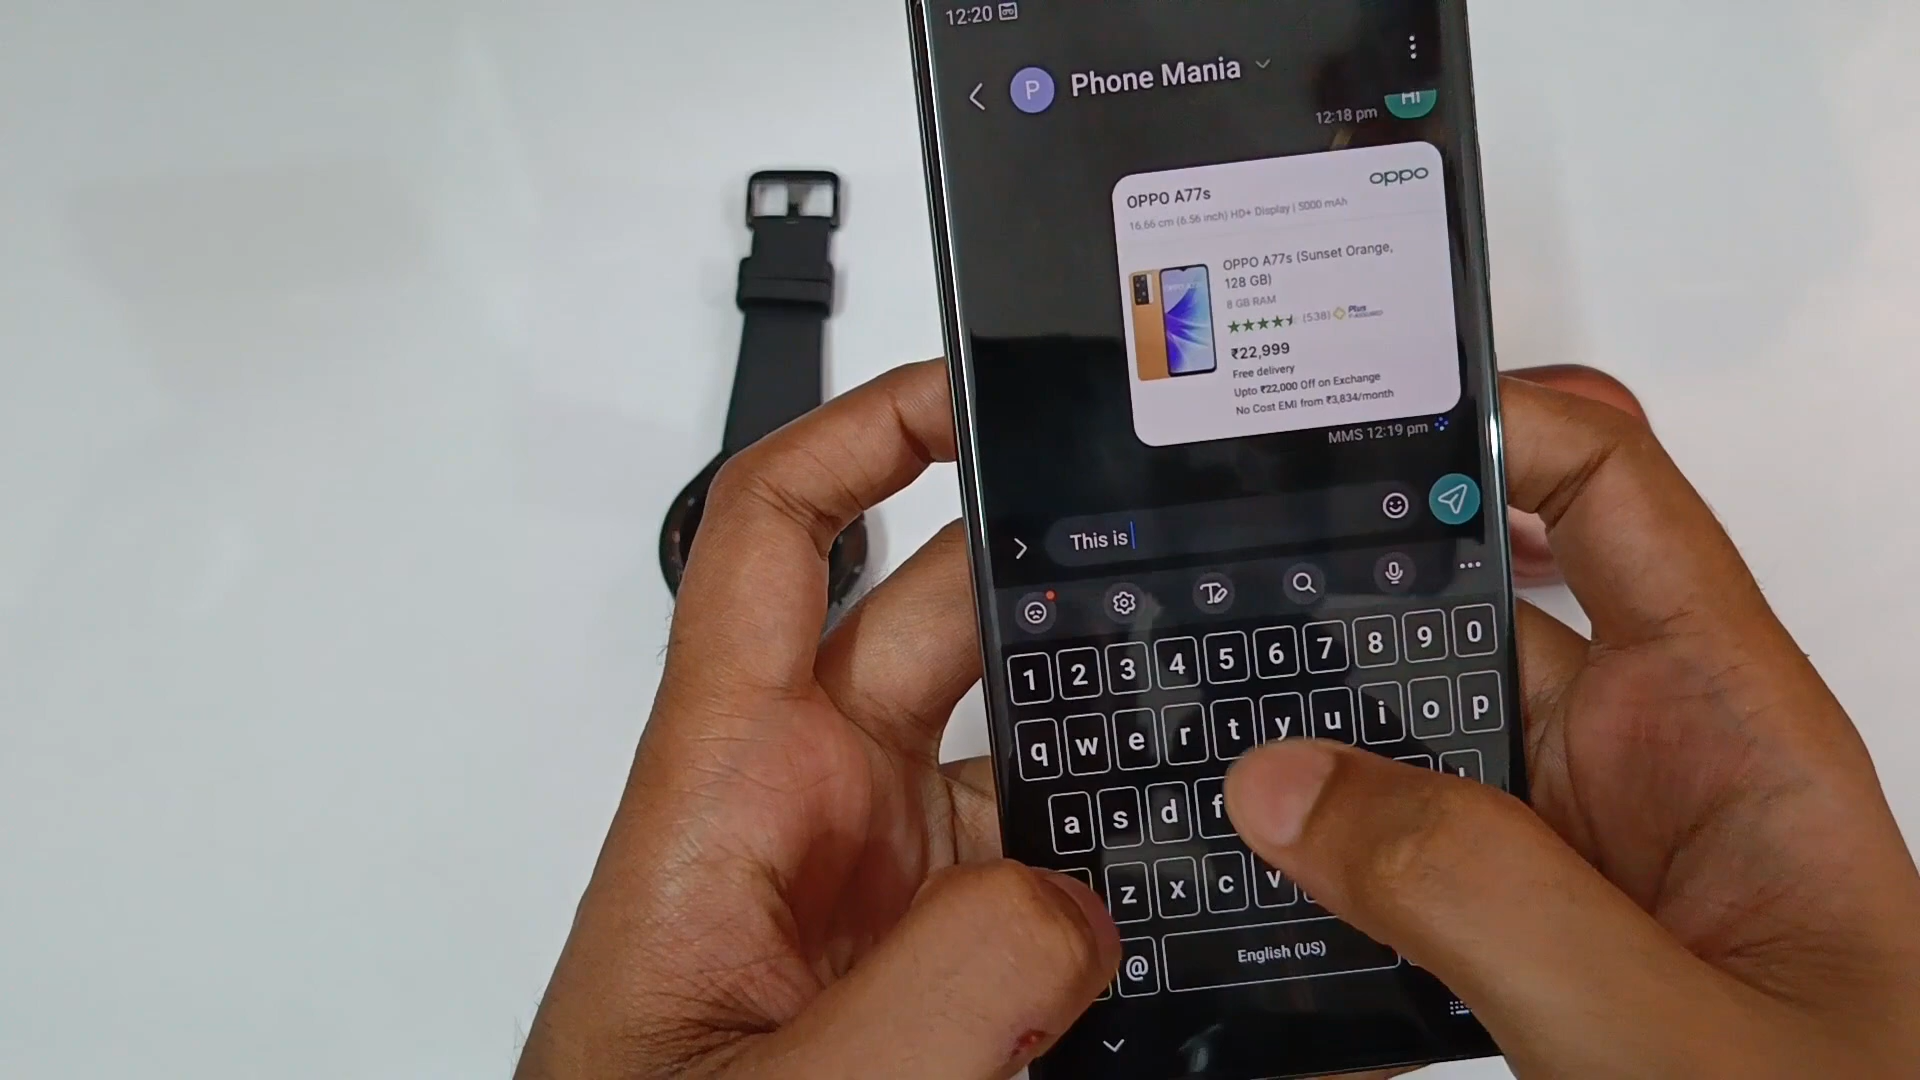 12:20
P Phone Mania
12:18 pm
OPPO A77s
oppo
16.66 cm (6.56 inch) HD+ Display | 5000 mAh
OPPO A77s (Sunset Orange,
128 GB)
8 GB RAM
(538) Plus
₹22,999
Free delivery
Upto ₹22,000 Off on Exchange
No Cost EMI from ₹3,834/month
MMS 12:19 pm
This is
1 2 3 4 5 6 7 8 9 0
q w e r t y u i o p
a s d f
z x c v
@ English (US)